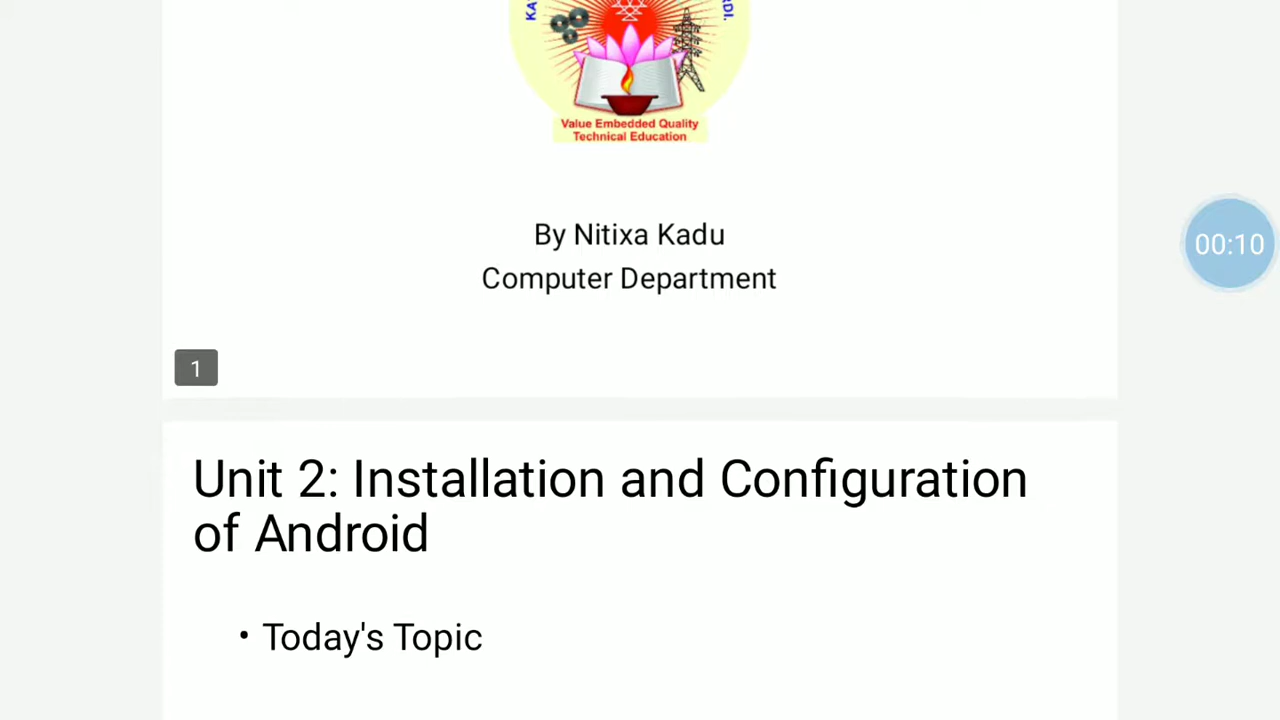 Value Embedded Quality
Technical Education
By Nitixa Kadu
Computer Department
00:10
1
Unit 2: Installation and Configuration
of Android
• Today's Topic